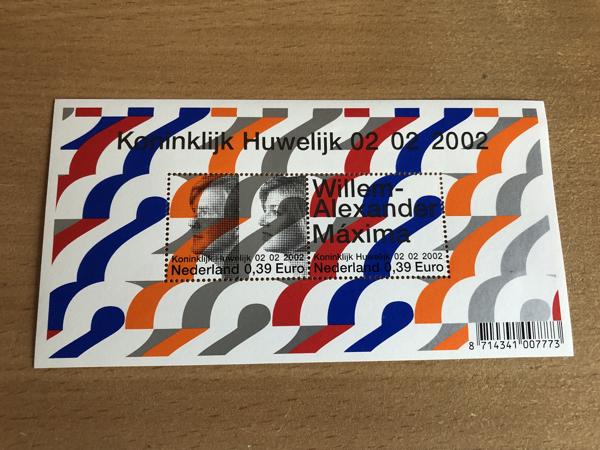 Koninklijk Huwelijk 02 02 2002
Willem-
Alexander
Máxima
Koninklijk Huwelijk 02 02 2002
Nederland 0,39 Euro
Koninklijk Huwelijk 02 02 2002
Nederland 0,39 Euro
8 714341 007773